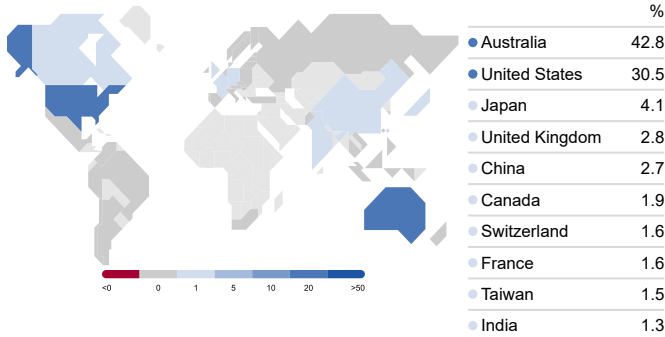 %
Australia 42.8
United States 30.5
Japan 4.1
United Kingdom 2.8
China 2.7
Canada 1.9
Switzerland 1.6
France 1.6
Taiwan 1.5
India 1.3
<0 0 1 5 10 20 >50